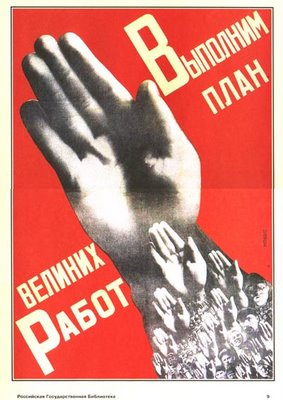 Выполним
план
великих
Работ
Российская Государственная Библиотека
9